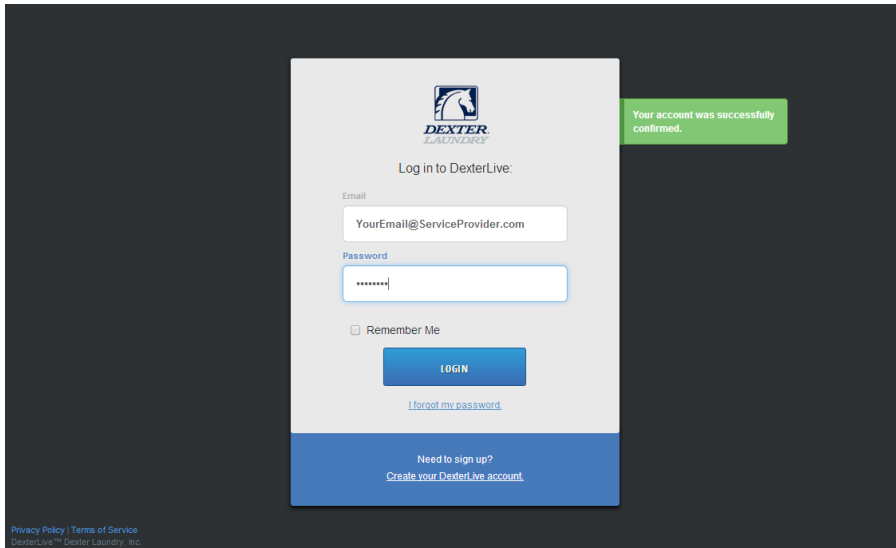 DEXTER
LAUNDRY
Your account was successfully
confirmed.
Log in to DexterLive:
Email
YourEmail@ServiceProvider.com
Password
••••••••
Remember Me
LOGIN
I forgot my password.
Need to sign up?
Create your DexterLive account.
Privacy Policy | Terms of Service
DexterLive™ Dexter Laundry, Inc.